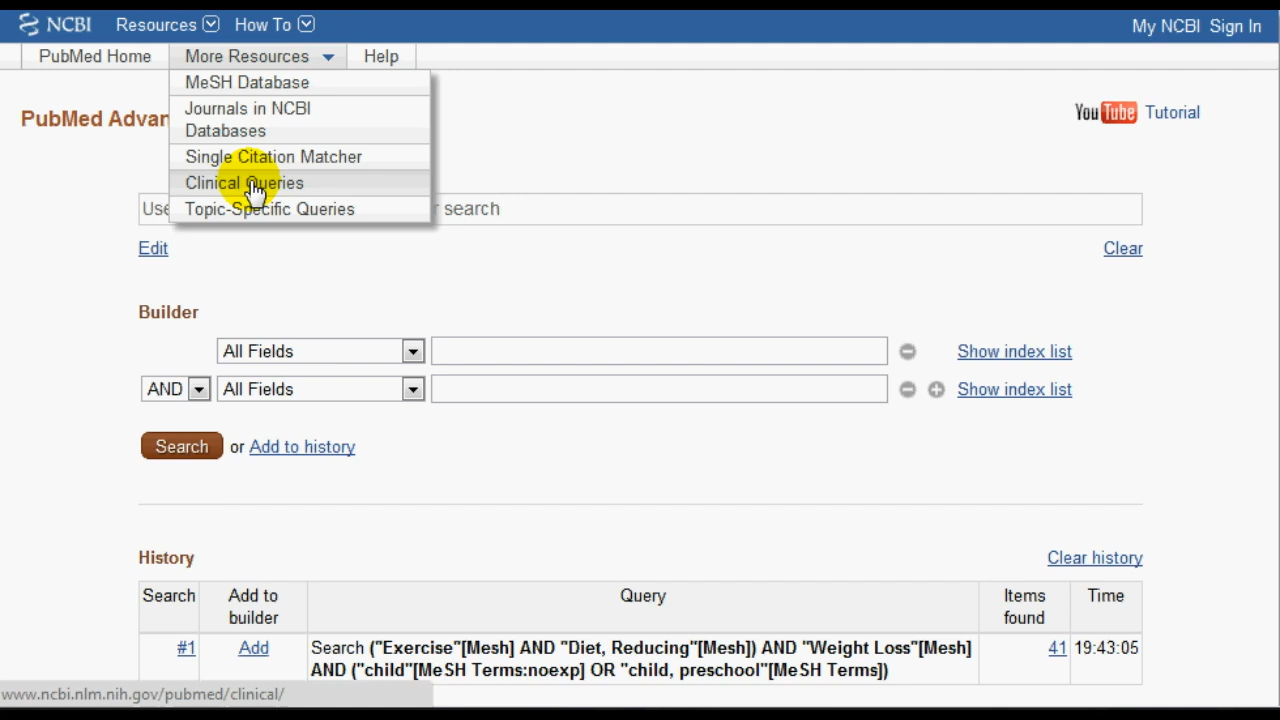 NCBI Resources How To My NCBI Sign In
PubMed Home More Resources Help
MeSH Database
Journals in NCBI
Databases
Single Citation Matcher
Clinical Queries
Topic-Specific Queries
PubMed Advan
YouTube Tutorial
Use search
Edit Clear
Builder
All Fields Show index list
AND All Fields Show index list
Search or Add to history
History Clear history
Search Add to builder Query Items found Time
#1 Add Search ("Exercise"[Mesh] AND "Diet, Reducing"[Mesh]) AND "Weight Loss"[Mesh] 41 19:43:05
AND ("child"[MeSH Terms:noexp] OR "child, preschool"[MeSH Terms])
www.ncbi.nlm.nih.gov/pubmed/clinical/